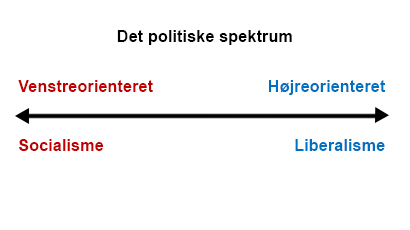 Det politiske spektrum
Venstreorienteret Højreorienteret
Socialisme Liberalisme